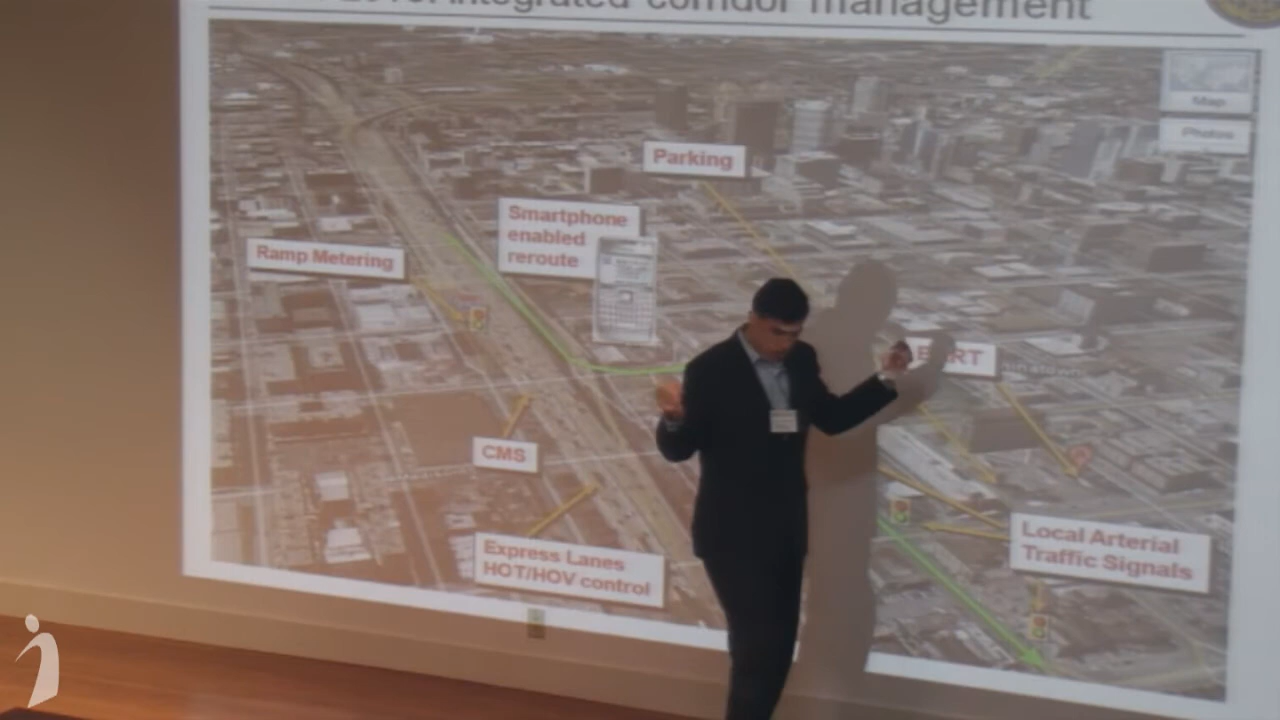 integrated corridor management
Map
Photos
Parking
Smartphone
enabled
reroute
Ramp Metering
BART
CMS
Express Lanes
HOT/HOV control
Local Arterial
Traffic Signals